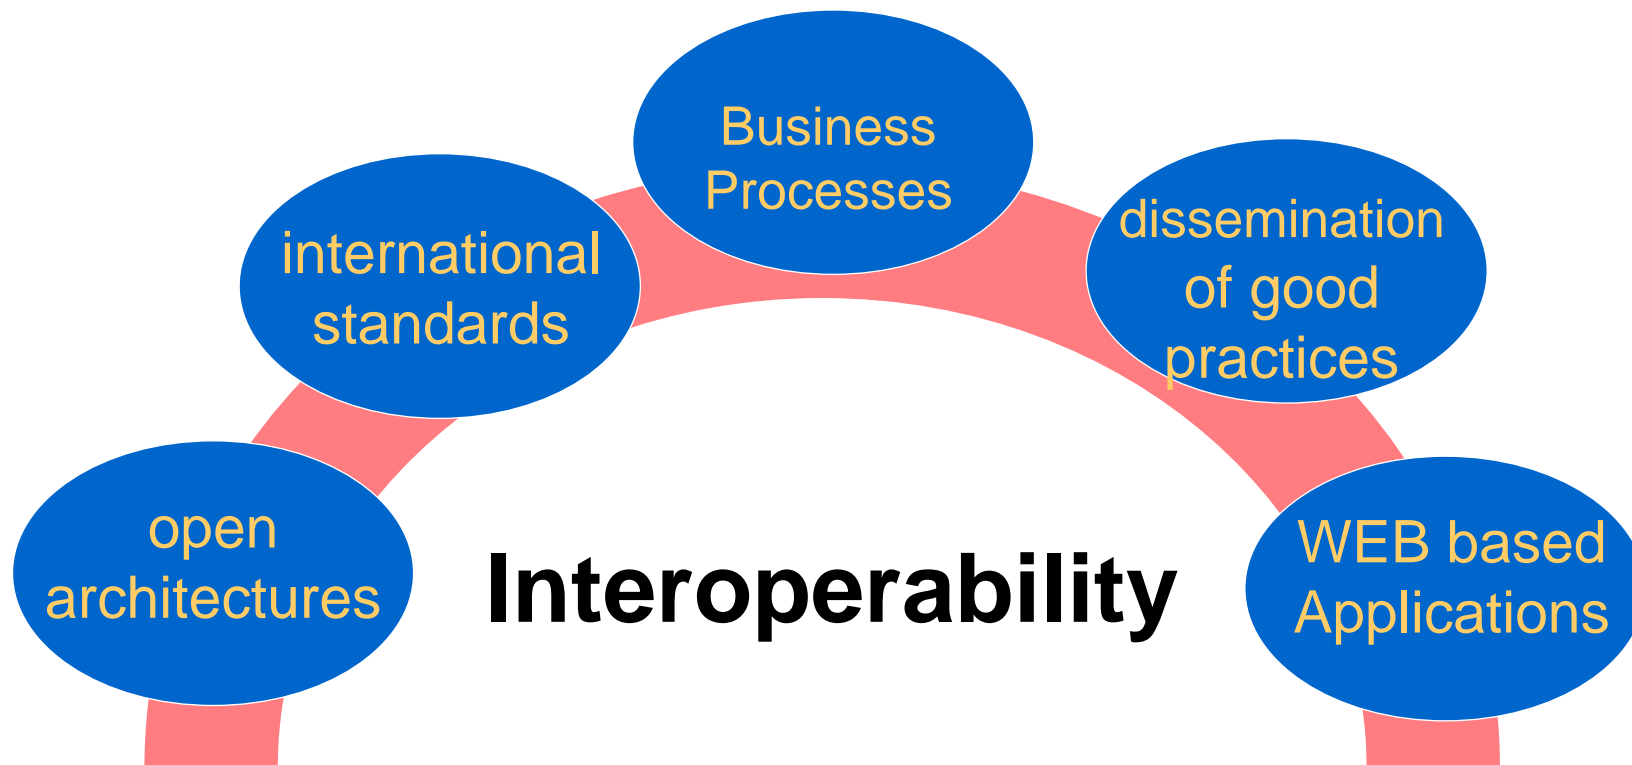 Business
Processes
international
standards
dissemination
of good
practices
open
architectures
Interoperability
WEB based
Applications